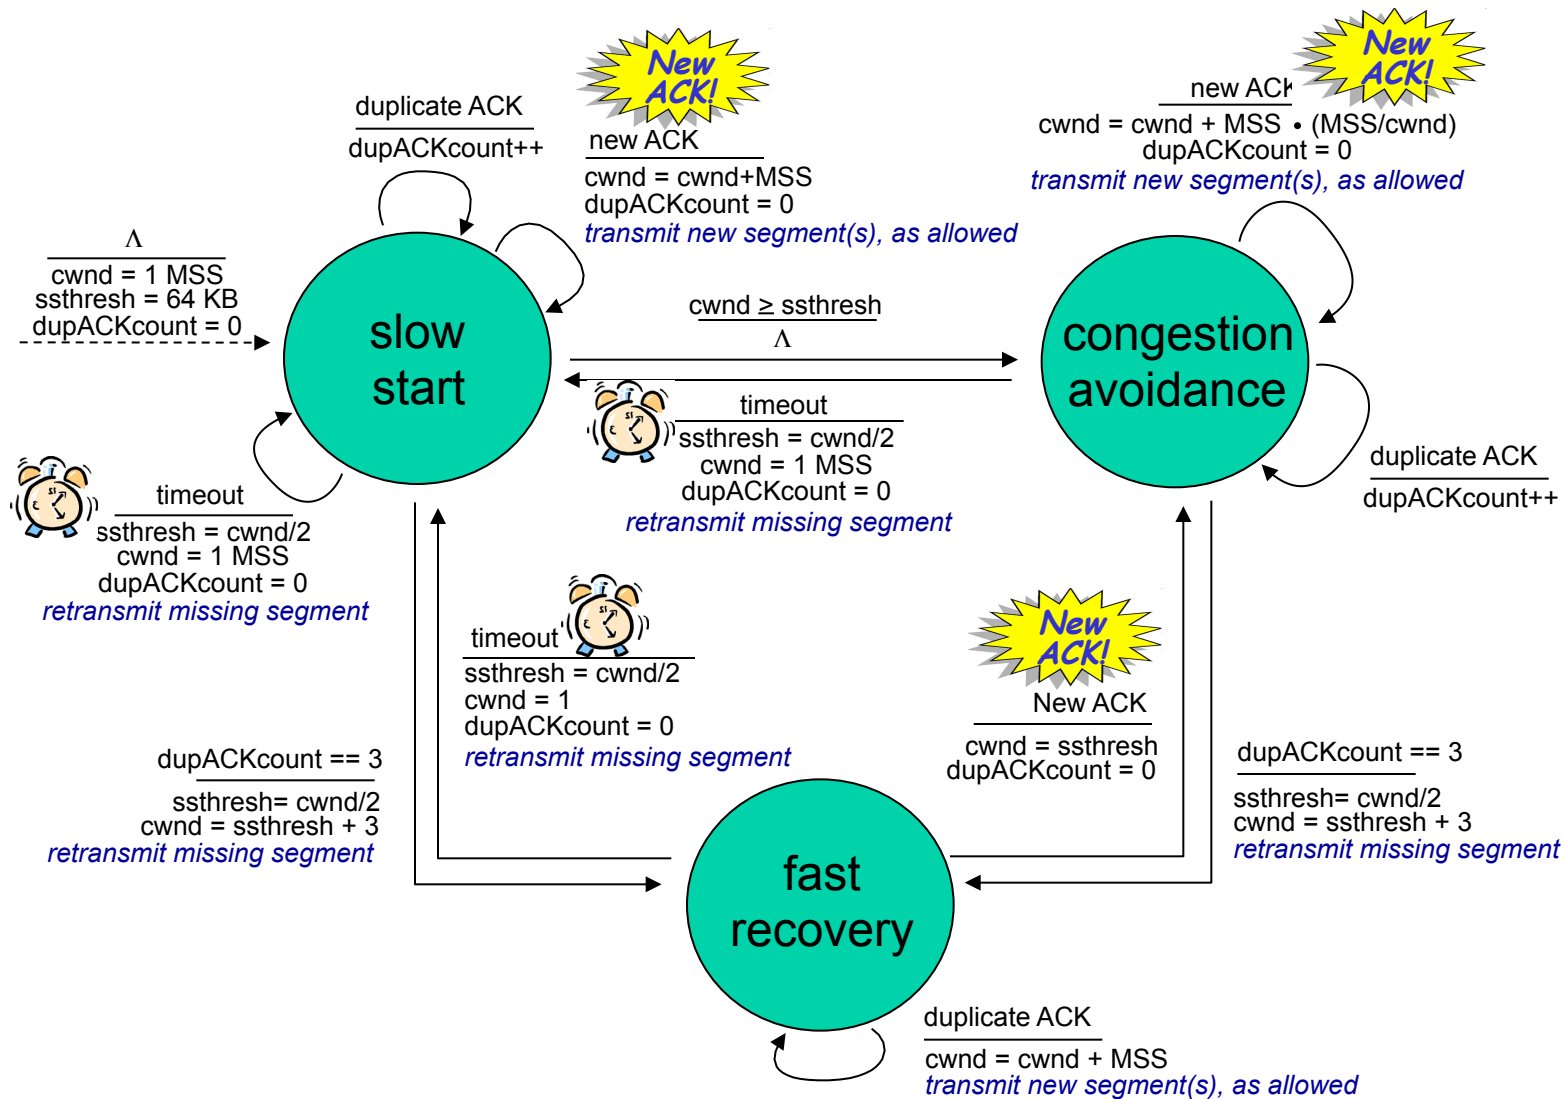 New
ACK!
duplicate ACK
dupACKcount++
new ACK
cwnd = cwnd+MSS
dupACKcount = 0
transmit new segment(s), as allowed
New
ACK!
new ACK
cwnd = cwnd + MSS • (MSS/cwnd)
dupACKcount = 0
transmit new segment(s), as allowed
Λ
cwnd = 1 MSS
ssthresh = 64 KB
dupACKcount = 0
slow
start
cwnd ≥ ssthresh
Λ
congestion
avoidance
timeout
ssthresh = cwnd/2
cwnd = 1 MSS
dupACKcount = 0
retransmit missing segment
timeout
ssthresh = cwnd/2
cwnd = 1 MSS
dupACKcount = 0
retransmit missing segment
duplicate ACK
dupACKcount++
timeout
ssthresh = cwnd/2
cwnd = 1
dupACKcount = 0
retransmit missing segment
New
ACK!
New ACK
cwnd = ssthresh
dupACKcount = 0
dupACKcount == 3
ssthresh= cwnd/2
cwnd = ssthresh + 3
retransmit missing segment
dupACKcount == 3
ssthresh= cwnd/2
cwnd = ssthresh + 3
retransmit missing segment
fast
recovery
duplicate ACK
cwnd = cwnd + MSS
transmit new segment(s), as allowed